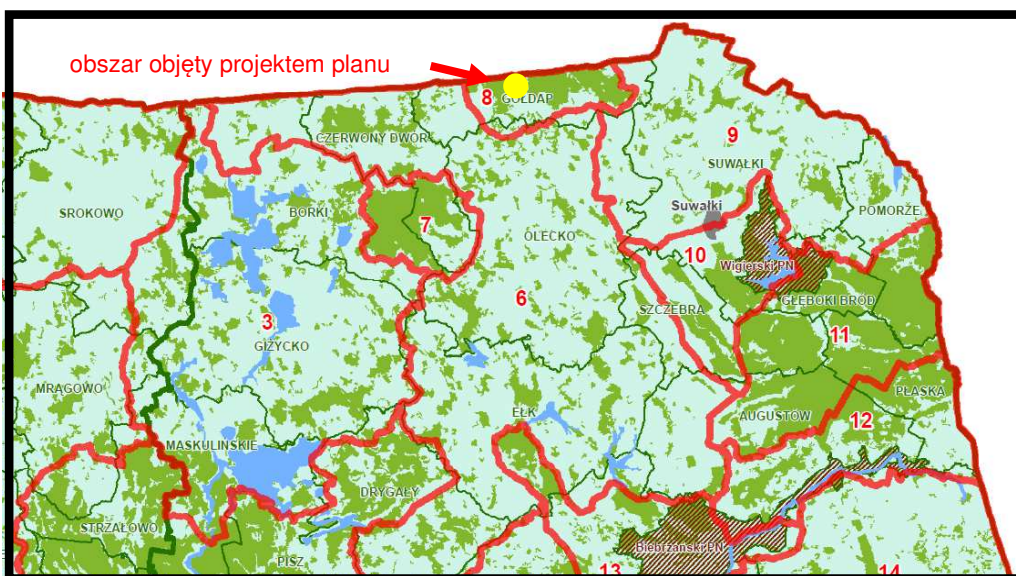 obszar objęty projektem planu
8
GOŁDAP
CZERWONY DWÓR
9
SUWAŁKI
SROKOWO
BORKI
7
Suwałki
POMORZE
OLECKO
10
Wigierski PN
6
SZCZEBRA
GŁĘBOKI BRÓD
3
GIŻYCKO
11
MRĄGOWO
PŁASKA
EŁK
AUGUSTÓW
12
MASKULIŃSKIE
DRYGAŁY
STRZAŁOWO
Biebrzański PN
PISZ
13
14